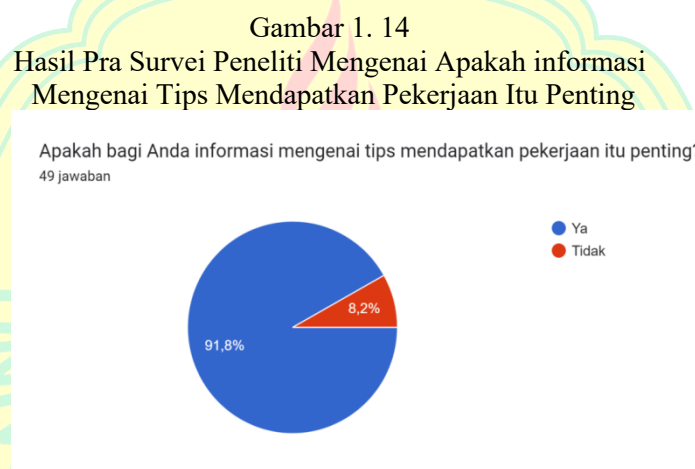 Gambar 1. 14
Hasil Pra Survei Peneliti Mengenai Apakah informasi
Mengenai Tips Mendapatkan Pekerjaan Itu Penting
Apakah bagi Anda informasi mengenai tips mendapatkan pekerjaan itu penting?
49 jawaban
Ya
Tidak
8,2%
91,8%